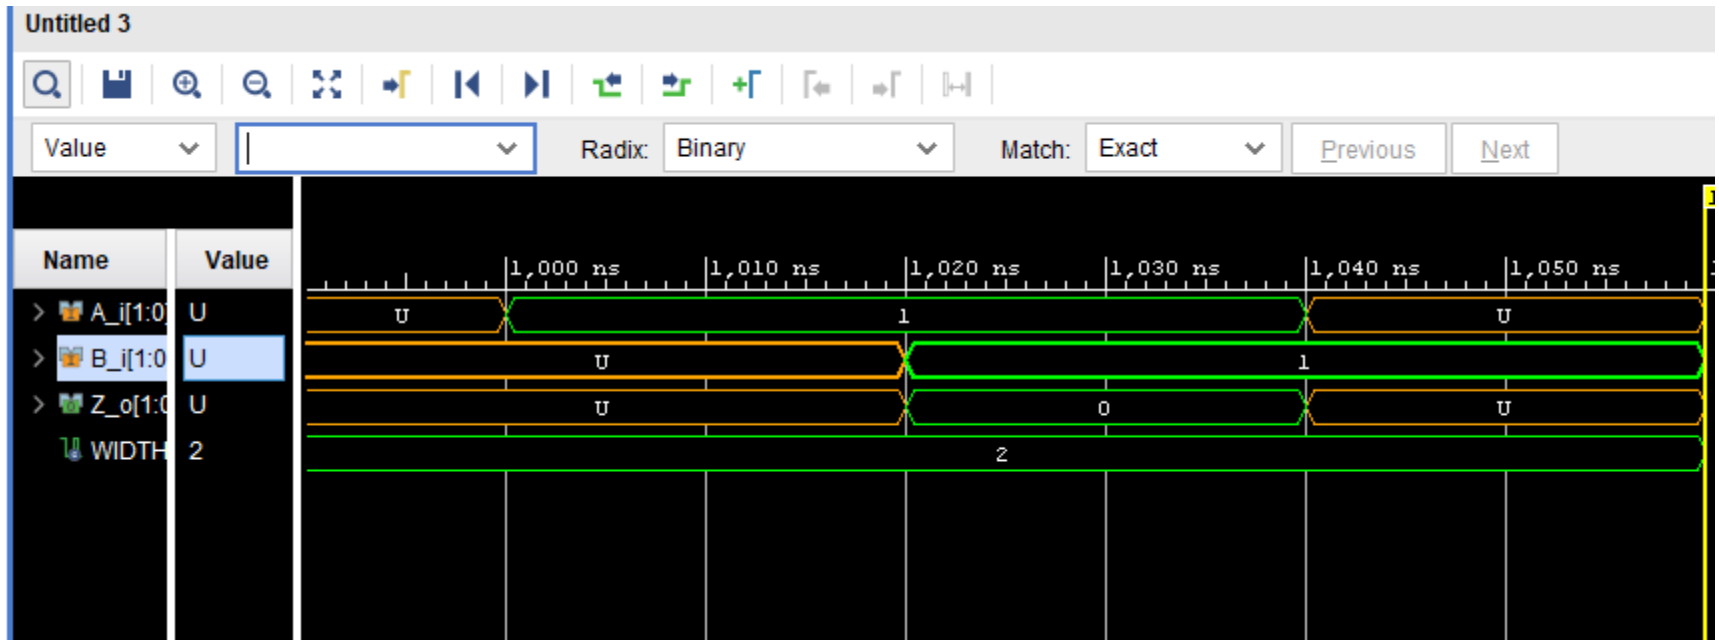 Untitled 3
Value Radix: Binary Match: Exact Previous Next
Name Value
1,000 ns 1,010 ns 1,020 ns 1,030 ns 1,040 ns 1,050 ns
A_i[1:0] U U 1 U
B_i[1:0 U U 1
Z_o[1:0 U U 0 U
WIDTH 2 2